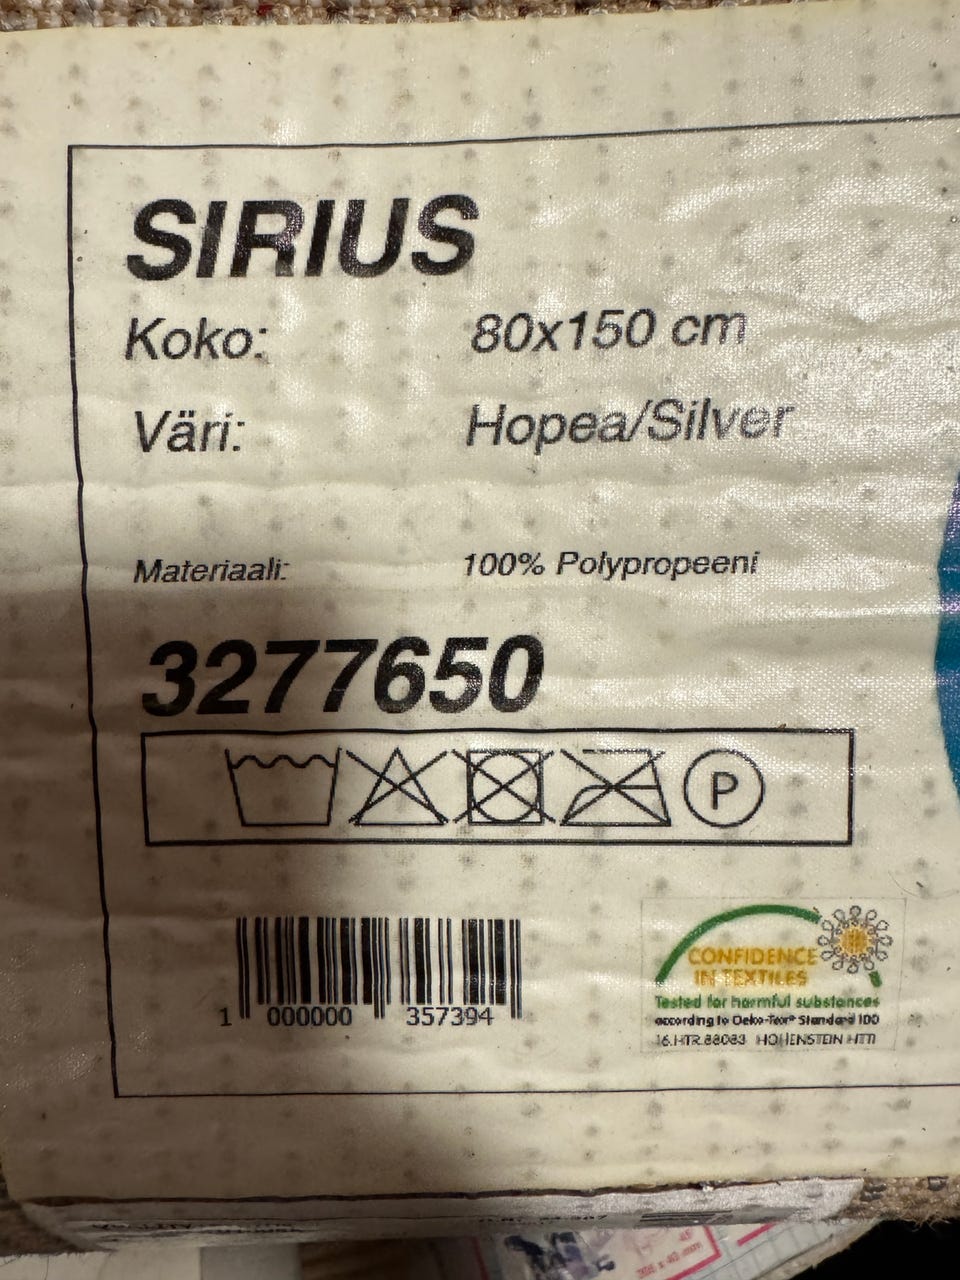 SIRIUS
Koko: 80x150 cm
Väri: Hopea/Silver
Materiaali: 100% Polypropeeni
3277650
P
1 000000 357394
CONFIDENCE
IN TEXTILES
Tested for harmful substances
according to Oeko-Tex® Standard 100
16.HTR.88083 HOHENSTEIN HTTI